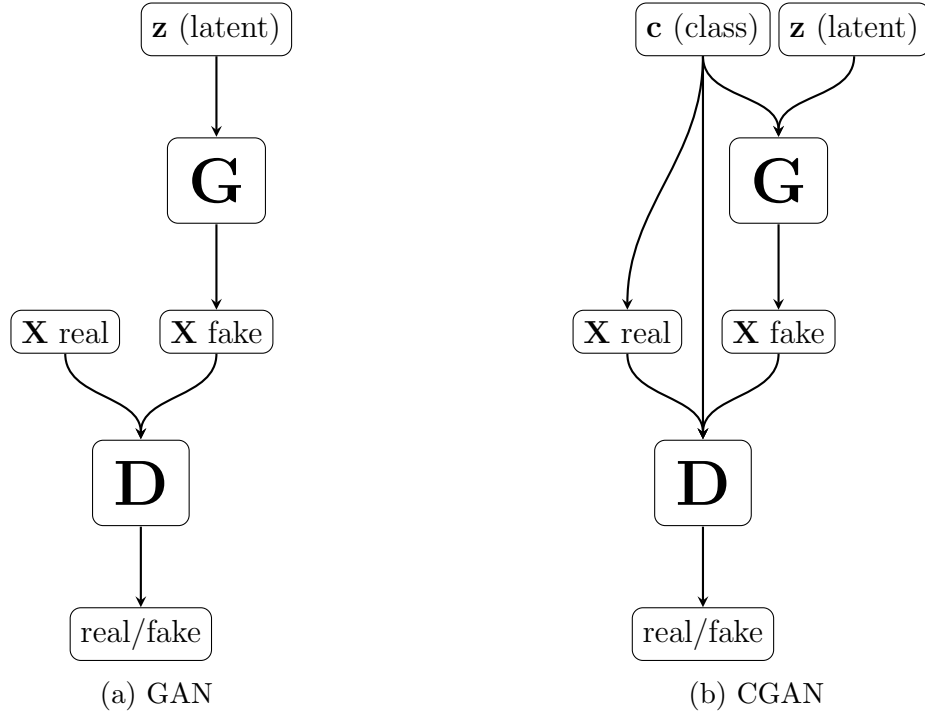 z (latent)
G
X real
X fake
D
real/fake
(a) GAN
c (class)
z (latent)
G
X real
X fake
D
real/fake
(b) CGAN